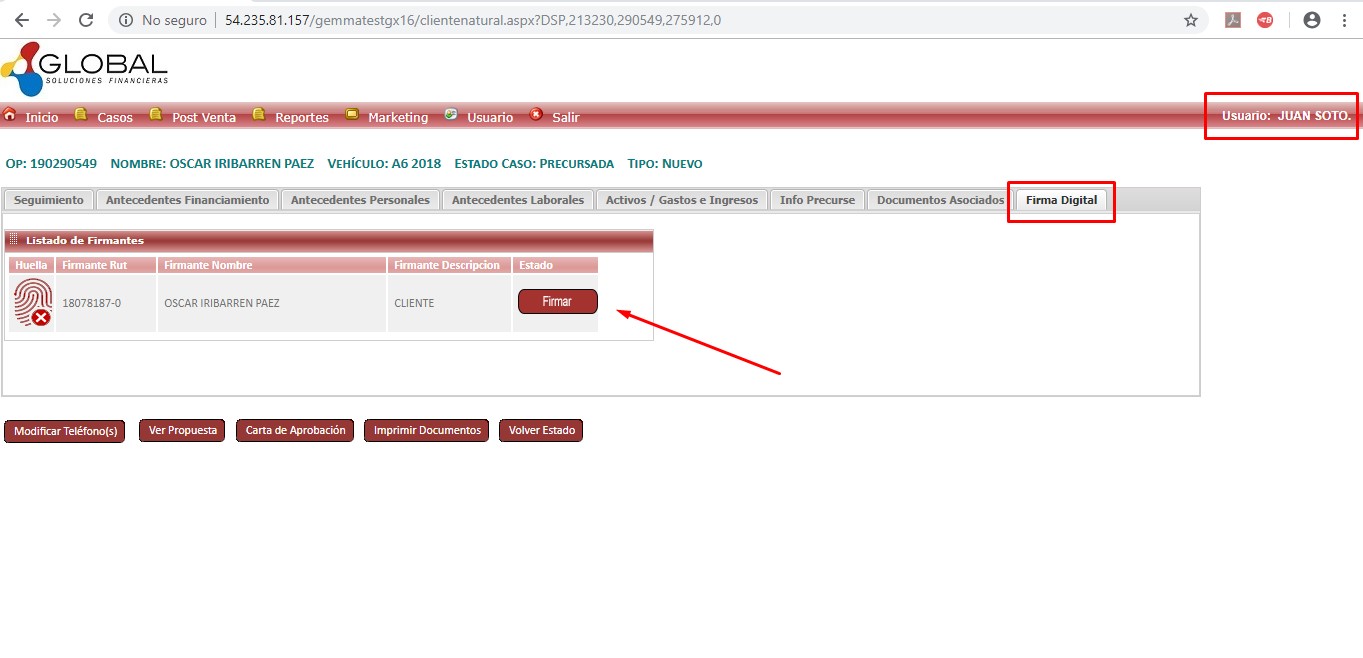 No seguro | 54.235.81.157/gemmatestgx16/clientenatural.aspx?DSP,213230,290549,275912,0
GLOBAL
SOLUCIONES FINANCIERAS
Inicio Casos Post Venta Reportes Marketing Usuario Salir Usuario: JUAN SOTO.
OP: 190290549 NOMBRE: OSCAR IRIBARREN PAEZ VEHÍCULO: A6 2018 ESTADO CASO: PRECURSADA TIPO: NUEVO
Seguimiento Antecedentes Financiamiento Antecedentes Personales Antecedentes Laborales Activos / Gastos e Ingresos Info Precurse Documentos Asociados Firma Digital
Listado de Firmantes
Huella Firmante Rut Firmante Nombre Firmante Descripcion Estado
18078187-0 OSCAR IRIBARREN PAEZ CLIENTE Firmar
Modificar Teléfono(s) Ver Propuesta Carta de Aprobación Imprimir Documentos Volver Estado